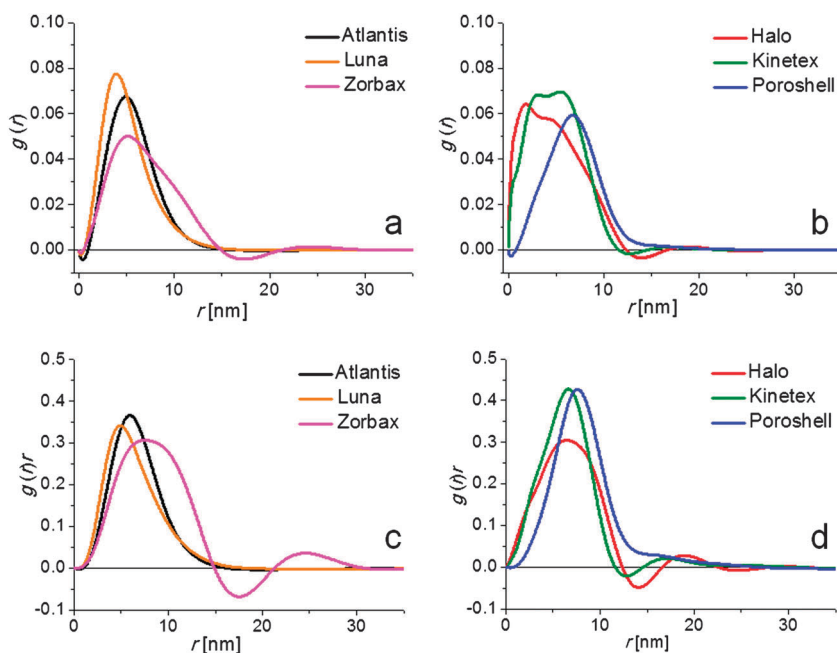 Atlantis
Luna
Zorbax
0.10
0.08
0.06
0.04
0.02
0.00
g(r)
a
0 10 20 30
r [nm]
Halo
Kinetex
Poroshell
0.10
0.08
0.06
0.04
0.02
0.00
g(r)
b
0 10 20 30
r [nm]
Atlantis
Luna
Zorbax
0.5
0.4
0.3
0.2
0.1
0.0
-0.1
g(r)r
c
0 10 20 30
r [nm]
Halo
Kinetex
Poroshell
0.5
0.4
0.3
0.2
0.1
0.0
-0.1
g(r)r
d
0 10 20 30
r [nm]